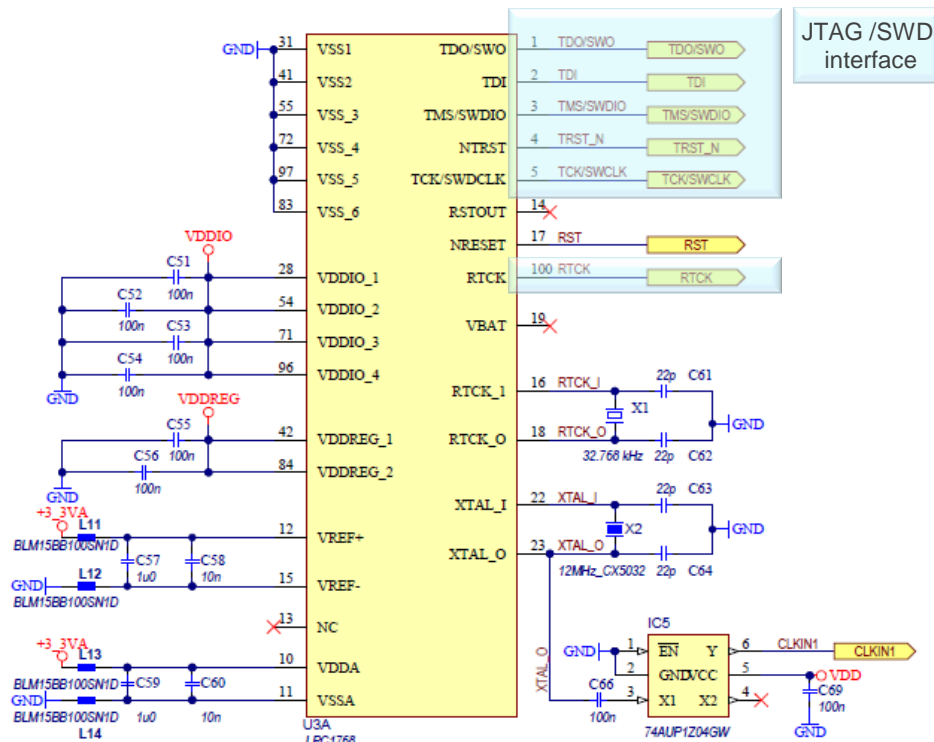 JTAG /SWD
interface
GND 31 VSS1 TDO/SWO 1 TDO/SWO TDO/SWO
41 VSS2 TDI 2 TDI TDI
55 VSS_3 TMS/SWDIO 3 TMS/SWDIO TMS/SWDIO
72 VSS_4 NTRST 4 TRST_N TRST_N
97 VSS_5 TCK/SWDCLK 5 TCK/SWCLK TCK/SWCLK
83 VSS_6 RSTOUT 14
VDDIO NRESET 17 RST RST
C51 100n 28 VDDIO_1 RTCK 100 RTCK RTCK
C52 100n 54 VDDIO_2 VBAT 19
C53 100n 71 VDDIO_3
C54 100n 96 VDDIO_4 RTCK_1 16 RTCK_I 22p C61
GND X1 GND
VDDREG
C55 100n 42 VDDREG_1 RTCK_O 18 RTCK_O 32.768 kHz 22p C62
C56 100n 84 VDDREG_2
GND XTAL_I 22 XTAL_I 22p C63
+3_3VA X2 GND
L11 BLM15BB100SN1D 12 VREF+
C57 1u0 C58 10n XTAL_O 23 XTAL_O 12MHz_CX5032 22p C64
GND L12 BLM15BB100SN1D 15 VREF-
13 NC
+3_3VA
L13 BLM15BB100SN1D 10 VDDA
C59 1u0 C60 10n
GND BLM15BB100SN1D L14 11 VSSA
U3A
LPC1768
IC5
GND 1 EN Y 6 CLKIN1 CLKIN1
2 GND VCC 5 VDD
XTAL_O C66 100n 3 X1 X2 4 C69 100n
74AUP1Z04GW GND